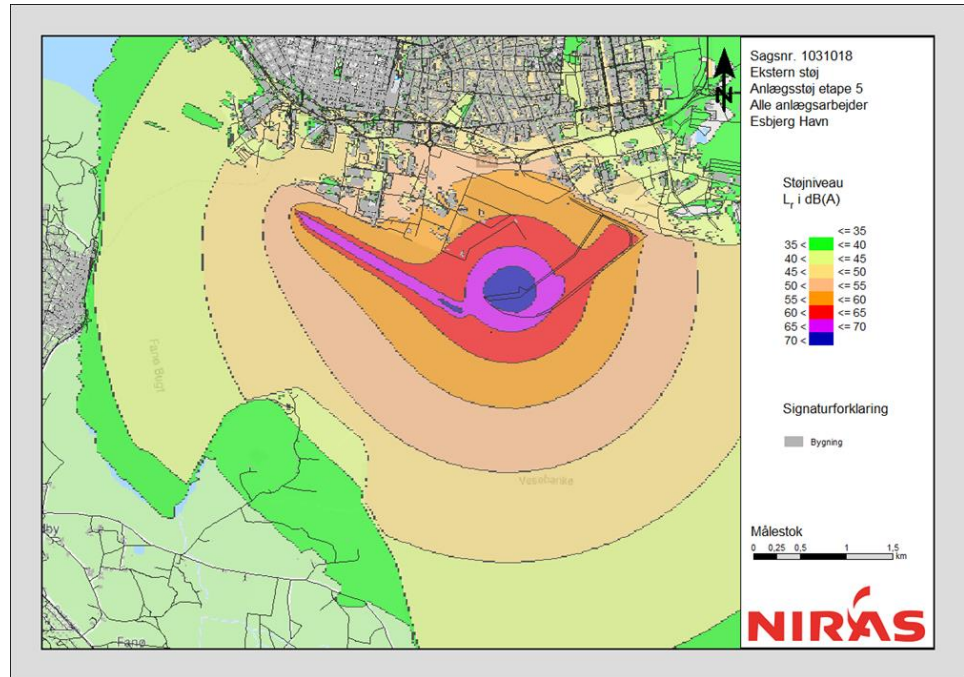 Sagsnr. 1031018
Ekstern støj
Anlægsstøj etape 5
Alle anlægsarbejder
Esbjerg Havn
N
Støjniveau
Lr i dB(A)
<= 35
35 < <= 40
40 < <= 45
45 < <= 50
50 < <= 55
55 < <= 60
60 < <= 65
65 < <= 70
70 <
Signaturforklaring
Bygning
Målestok
0 0,25 0,5 1 1,5
km
NIRAS
Fanø Bugt
Vesebanke
Fanø